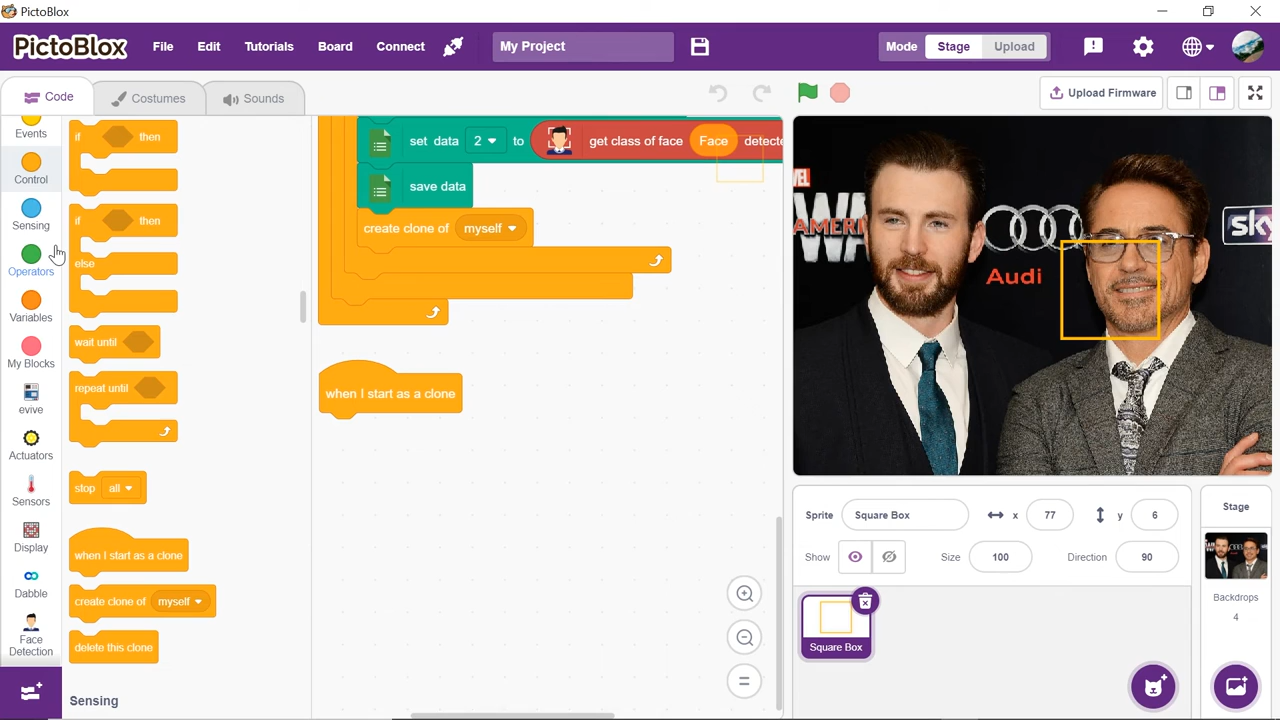 PictoBlox
PictoBlox File Edit Tutorials Board Connect My Project Mode Stage Upload
Code Costumes Sounds Upload Firmware
Events
Control
Sensing
Operators
Variables
My Blocks
evive
Actuators
Sensors
Display
Dabble
Face
Detection
if then
if then
else
wait until
repeat until
stop all
when I start as a clone
create clone of myself
delete this clone
Sensing
set data 2 to get class of face Face detecte
save data
create clone of myself
when I start as a clone
Audi
sky
Sprite Square Box x 77 y 6
Show Size 100 Direction 90
Square Box
Stage
Backdrops
4